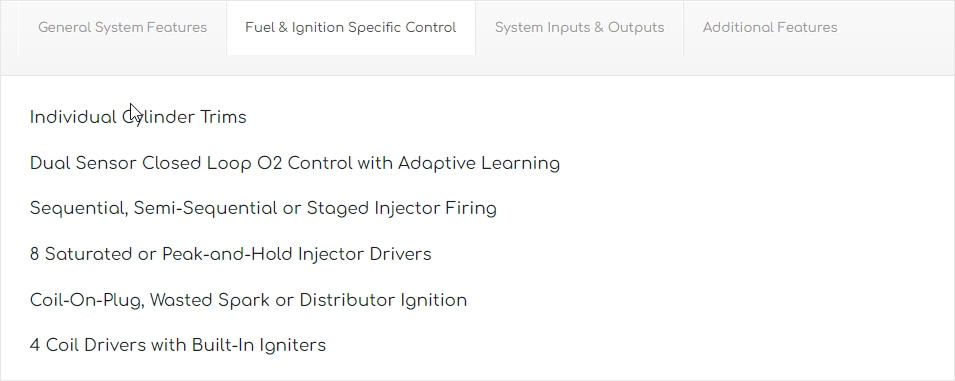 General System Features Fuel & Ignition Specific Control System Inputs & Outputs Additional Features
Individual Cylinder Trims
Dual Sensor Closed Loop O2 Control with Adaptive Learning
Sequential, Semi-Sequential or Staged Injector Firing
8 Saturated or Peak-and-Hold Injector Drivers
Coil-On-Plug, Wasted Spark or Distributor Ignition
4 Coil Drivers with Built-In Igniters